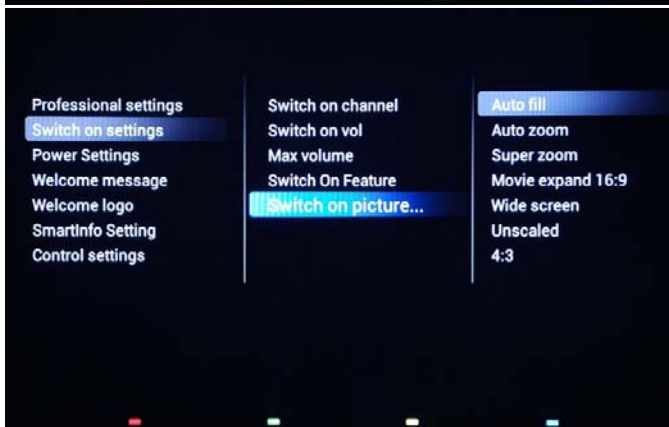 Professional settings
Switch on settings
Power Settings
Welcome message
Welcome logo
SmartInfo Setting
Control settings
Switch on channel
Switch on vol
Max volume
Switch On Feature
Switch on picture...
Auto fill
Auto zoom
Super zoom
Movie expand 16:9
Wide screen
Unscaled
4:3